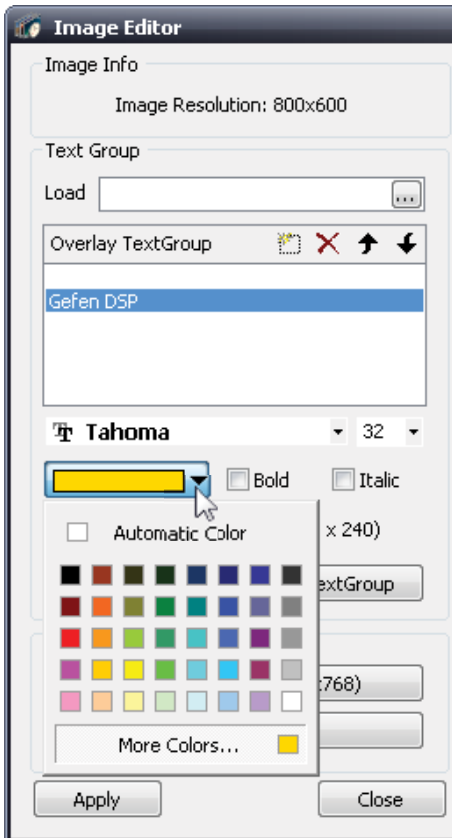 Image Editor
Image Info
Image Resolution: 800x600
Text Group
Load
...
Overlay TextGroup
Gefen DSP
Tahoma
32
Bold
Italic
Automatic Color
x 240)
extGroup
:768)
More Colors...
Apply
Close